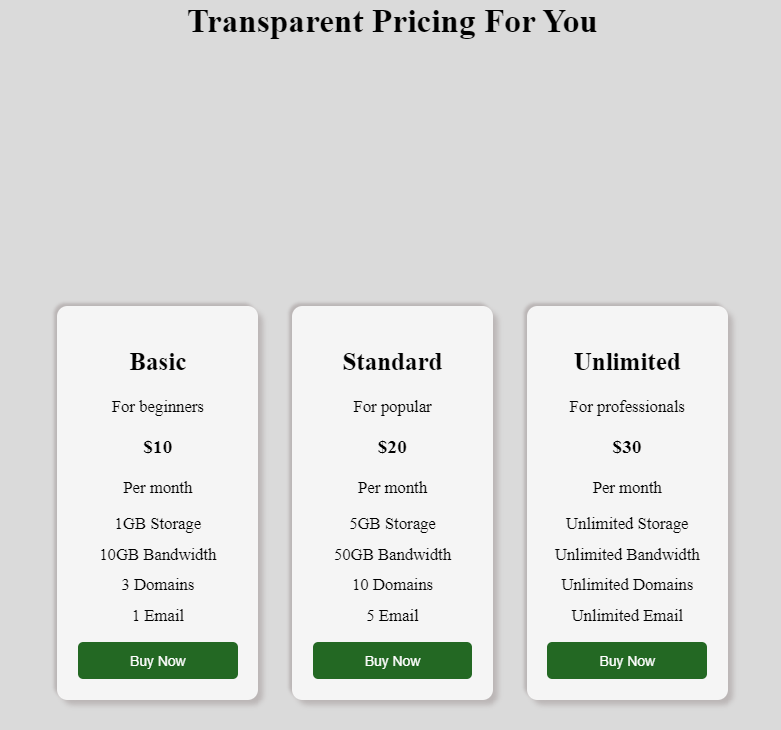 Transparent Pricing For You
Basic
For beginners
$10
Per month
1GB Storage
10GB Bandwidth
3 Domains
1 Email
Buy Now
Standard
For popular
$20
Per month
5GB Storage
50GB Bandwidth
10 Domains
5 Email
Buy Now
Unlimited
For professionals
$30
Per month
Unlimited Storage
Unlimited Bandwidth
Unlimited Domains
Unlimited Email
Buy Now